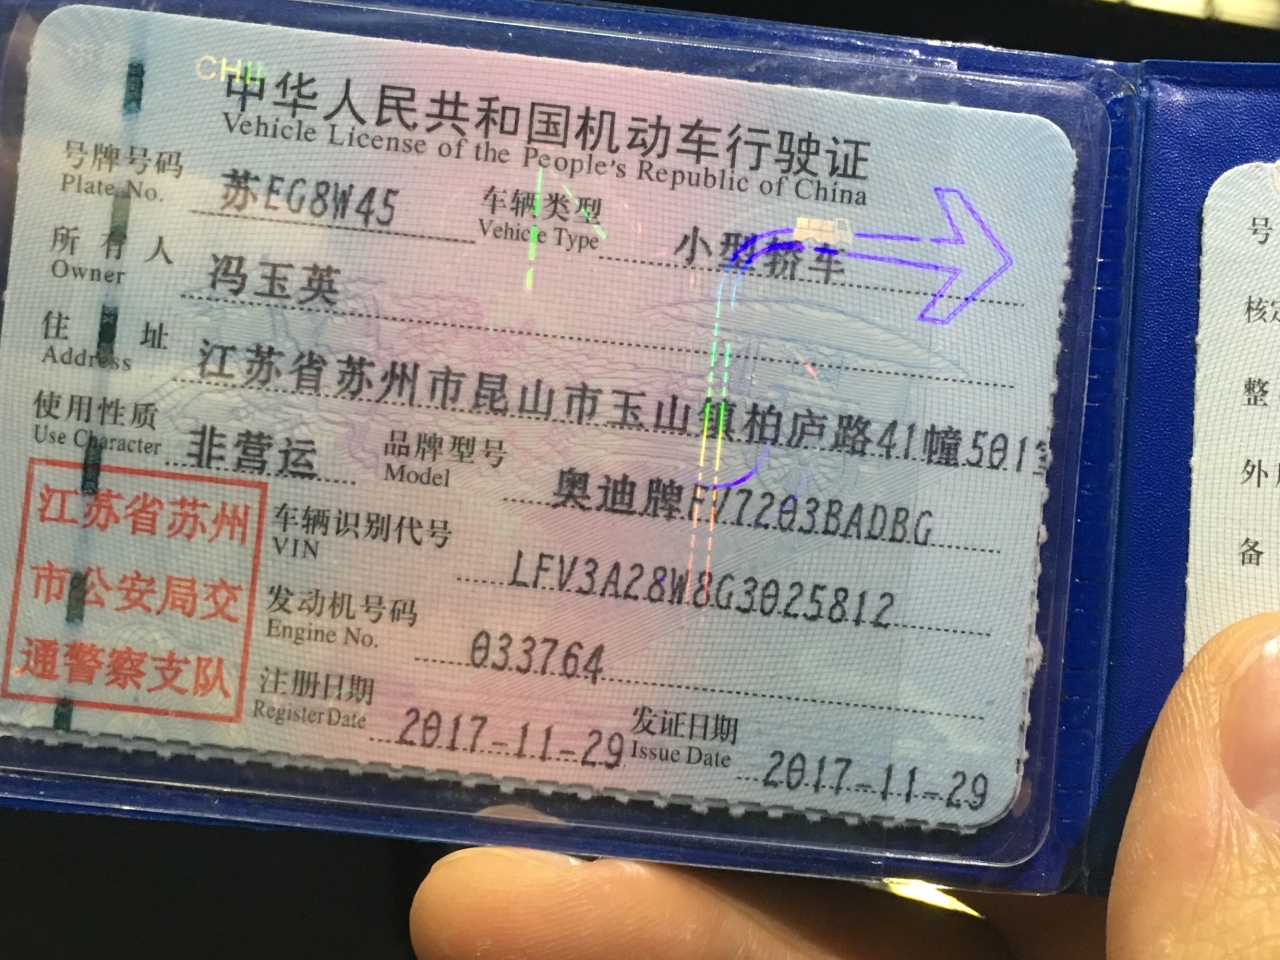 CHI
中华人民共和国机动车行驶证
Vehicle License of the People's Republic of China
号牌号码 苏EG8W45 车辆类型 小型轿车
Plate No. Vehicle Type
所有人 冯玉英
Owner
住址 江苏省苏州市昆山市玉山镇柏庐路41幢501室
Address
使用性质 非营运 品牌型号 奥迪牌FV7203BADBG
Use Character Model
江苏省苏州
市公安局交
通警察支队
车辆识别代号 LFV3A28W8G3025812
VIN
发动机号码 033764
Engine No.
注册日期 2017-11-29 发证日期 2017-11-29
Register Date Issue Date
号
核定
整
外
备